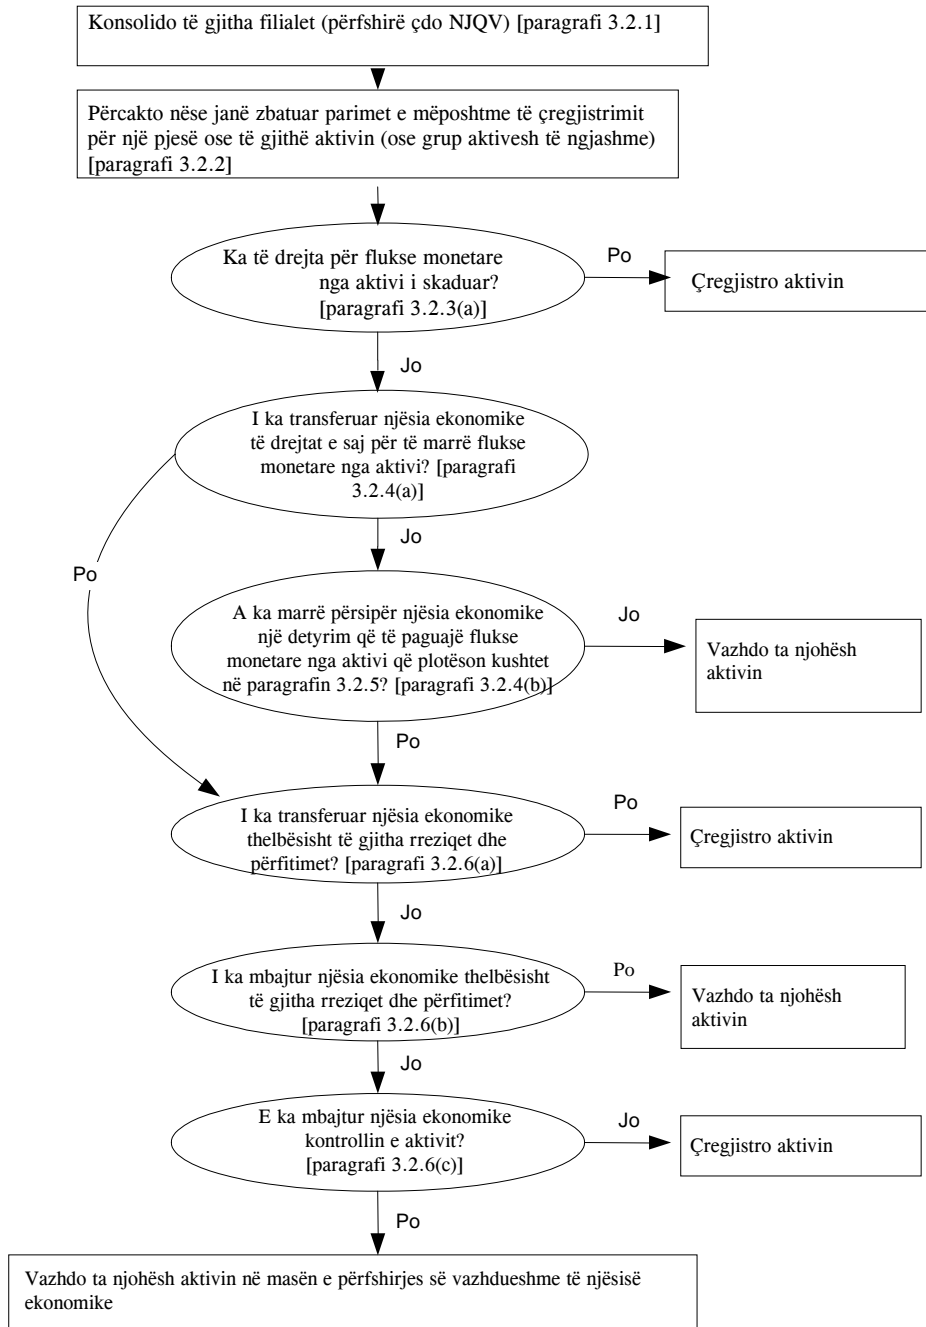 Konsolido të gjitha filialet (përfshirë çdo NJQV) [paragrafi 3.2.1]
Përcakto nëse janë zbatuar parimet e mëposhtme të çregjistrimit
për një pjesë ose të gjithë aktivin (ose grup aktivesh të ngjashme)
[paragrafi 3.2.2]
Ka të drejta për flukse monetare
nga aktivi i skaduar?
[paragrafi 3.2.3(a)]
Po
Çregjistro aktivin
Jo
I ka transferuar njësia ekonomike
të drejtat e saj për të marrë flukse
monetare nga aktivi? [paragrafi
3.2.4(a)]
Jo
Po
A ka marrë përsipër njësia ekonomike
një detyrim që të paguajë flukse
monetare nga aktivi që plotëson kushtet
në paragrafin 3.2.5? [paragrafi 3.2.4(b)]
Jo
Vazhdo ta njohësh
aktivin
Po
I ka transferuar njësia ekonomike
thelbësisht të gjitha rreziqet dhe
përfitimet? [paragrafi 3.2.6(a)]
Po
Çregjistro aktivin
Jo
I ka mbajtur njësia ekonomike thelbësisht
të gjitha rreziqet dhe përfitimet?
[paragrafi 3.2.6(b)]
Po
Vazhdo ta njohësh
aktivin
Jo
E ka mbajtur njësia ekonomike
kontrollin e aktivit?
[paragrafi 3.2.6(c)]
Jo
Çregjistro aktivin
Po
Vazhdo ta njohësh aktivin në masën e përfshirjes së vazhdueshme të njësisë
ekonomike